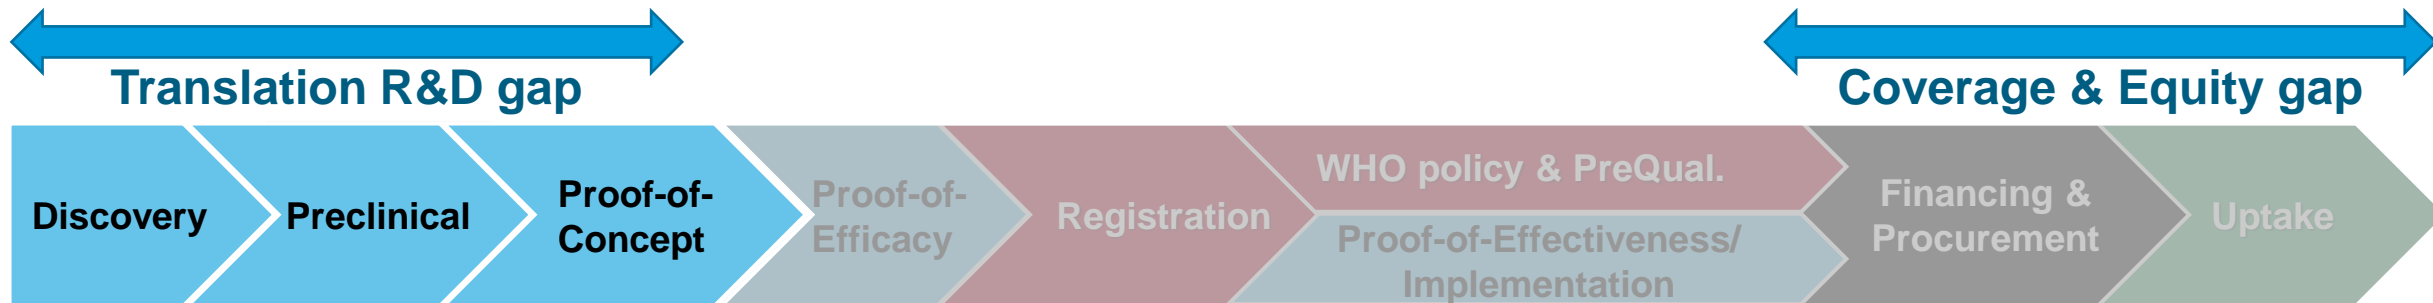 Translation R&D gap
Coverage & Equity gap
Discovery
Preclinical
Proof-of-
Concept
Proof-of-
Efficacy
Registration
WHO policy & PreQual.
Proof-of-Effectiveness/
Implementation
Financing &
Procurement
Uptake